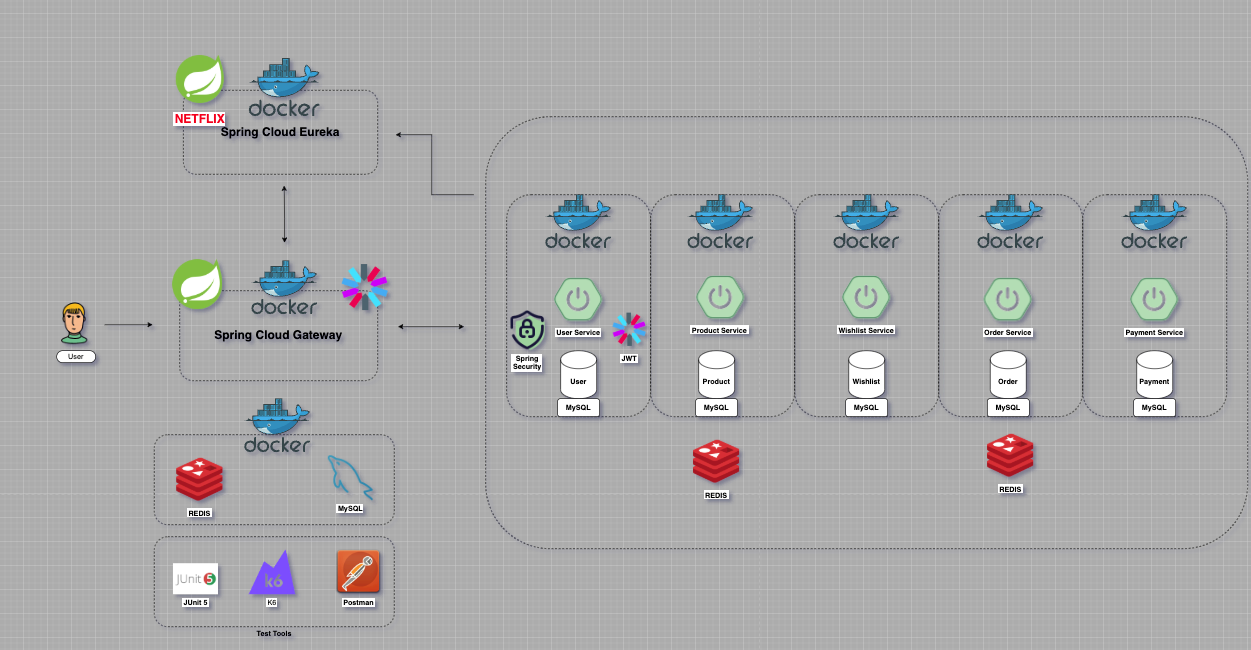 docker
NETFLIX
Spring Cloud Eureka
docker
Spring Cloud Gateway
User
docker
REDIS
MySQL
JUnit 5
JUnit 5
k6
K6
Postman
Test Tools
docker
docker
docker
docker
docker
User Service
Product Service
Wishlist Service
Order Service
Payment Service
Spring
Security
JWT
User
Product
Wishlist
Order
Payment
MySQL
MySQL
MySQL
MySQL
MySQL
REDIS
REDIS